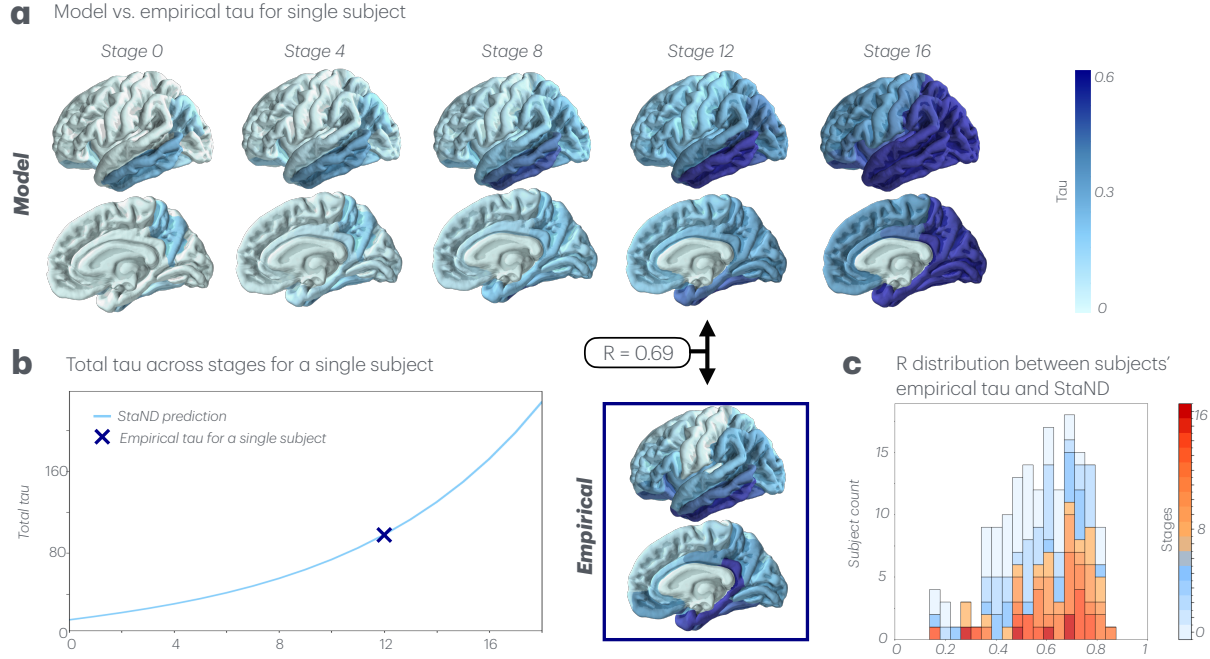 a Model vs. empirical tau for single subject
Stage 0 Stage 4 Stage 8 Stage 12 Stage 16
Model
0.6
0.3
0
Tau
R = 0.69
b Total tau across stages for a single subject
StaND prediction
Empirical tau for a single subject
160
80
0
Total tau
0 4 8 12 16
Empirical
c R distribution between subjects’
empirical tau and StaND
15
10
5
0
Subject count
0 0.2 0.4 0.6 0.8 1
16
8
0
Stages